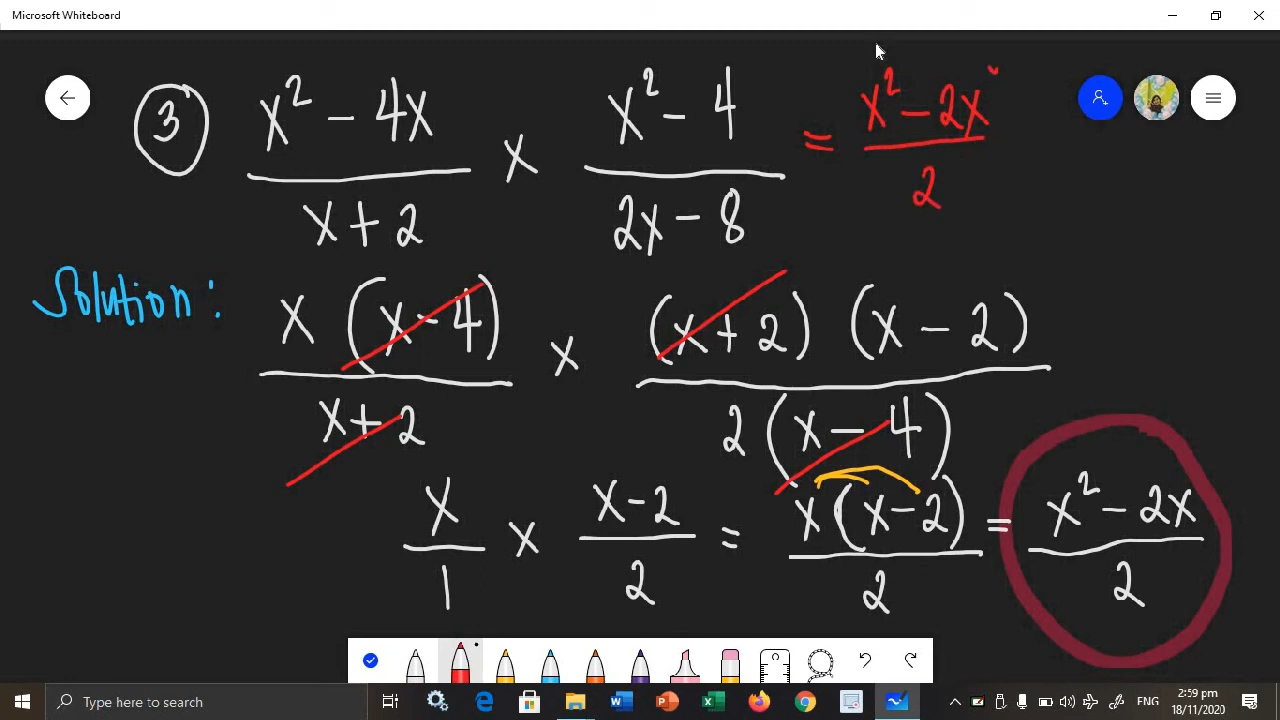 Microsoft Whiteboard
③ x² - 4x / x + 2 × x² - 4 / 2x - 8 = x² - 2x / 2
Solution:
x (x - 4) / x + 2 × (x + 2) (x - 2) / 2 (x - 4)
x / 1 × x - 2 / 2 = x (x - 2) / 2 = x² - 2x / 2
Type here to search
2:59 pm
18/11/2020